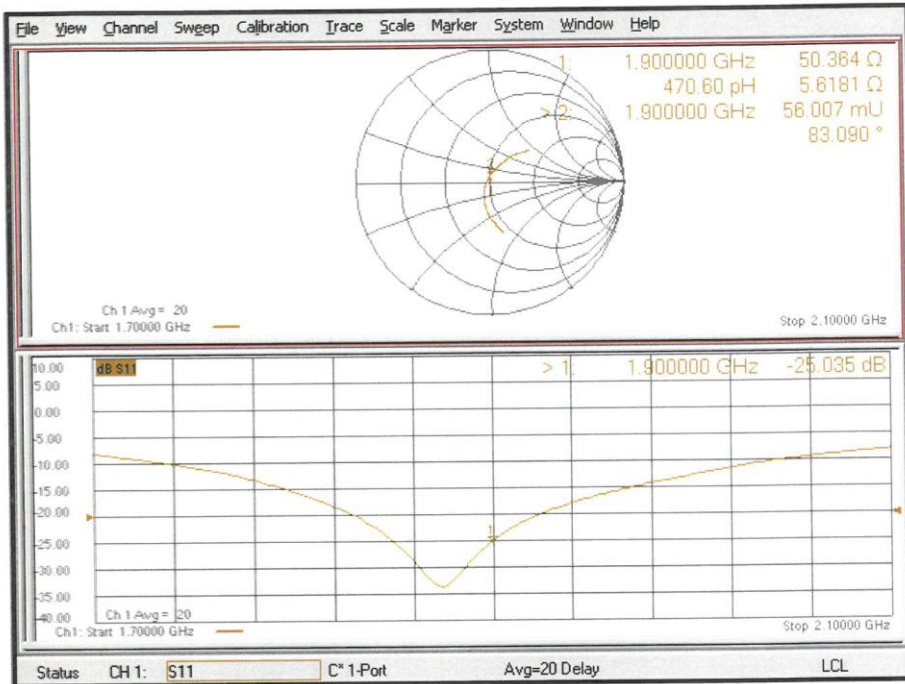 File View Channel Sweep Calibration Trace Scale Marker System Window Help
1: 1.900000 GHz 50.364 Ω
470.60 pH 5.6181 Ω
> 2: 1.900000 GHz 56.007 mU
83.090 °
1
Ch 1 Avg = 20
Ch1: Start 1.70000 GHz
Stop 2.10000 GHz
10.00
dB S11
> 1: 1.900000 GHz -25.035 dB
5.00
0.00
-5.00
-10.00
-15.00
-20.00
-25.00
1
-30.00
-35.00
-40.00
Ch 1 Avg = 20
Ch1: Start 1.70000 GHz
Stop 2.10000 GHz
Status CH 1: S11 C* 1-Port Avg=20 Delay LCL